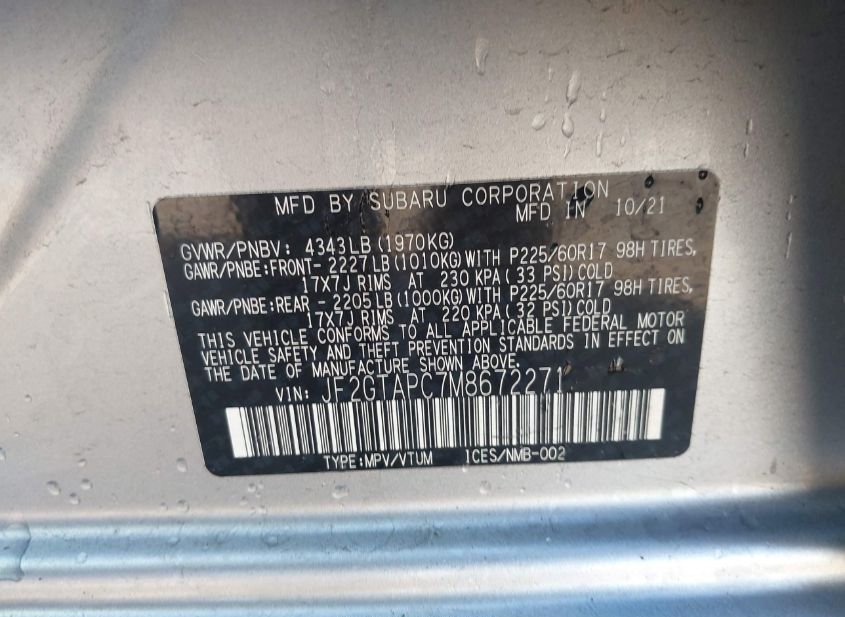 MFD BY SUBARU CORPORATION
MFD IN 10/21
GVWR/PNBV: 4343LB (1970KG)
GAWR/PNBE:FRONT- 2227LB (1010KG) WITH P225/60R17 98H TIRES,
17X7J RIMS AT 230 KPA ( 33 PSI) COLD
GAWR/PNBE:REAR - 2205LB (1000KG) WITH P225/60R17 98H TIRES,
17X7J RIMS AT 220 KPA ( 32 PSI) COLD
THIS VEHICLE CONFORMS TO ALL APPLICABLE FEDERAL MOTOR
VEHICLE SAFETY AND THEFT PREVENTION STANDARDS IN EFFECT ON
THE DATE OF MANUFACTURE SHOWN ABOVE.
VIN: JF2GTAPC7M8672271
TYPE:MPV/VTUM ICES/NMB-002